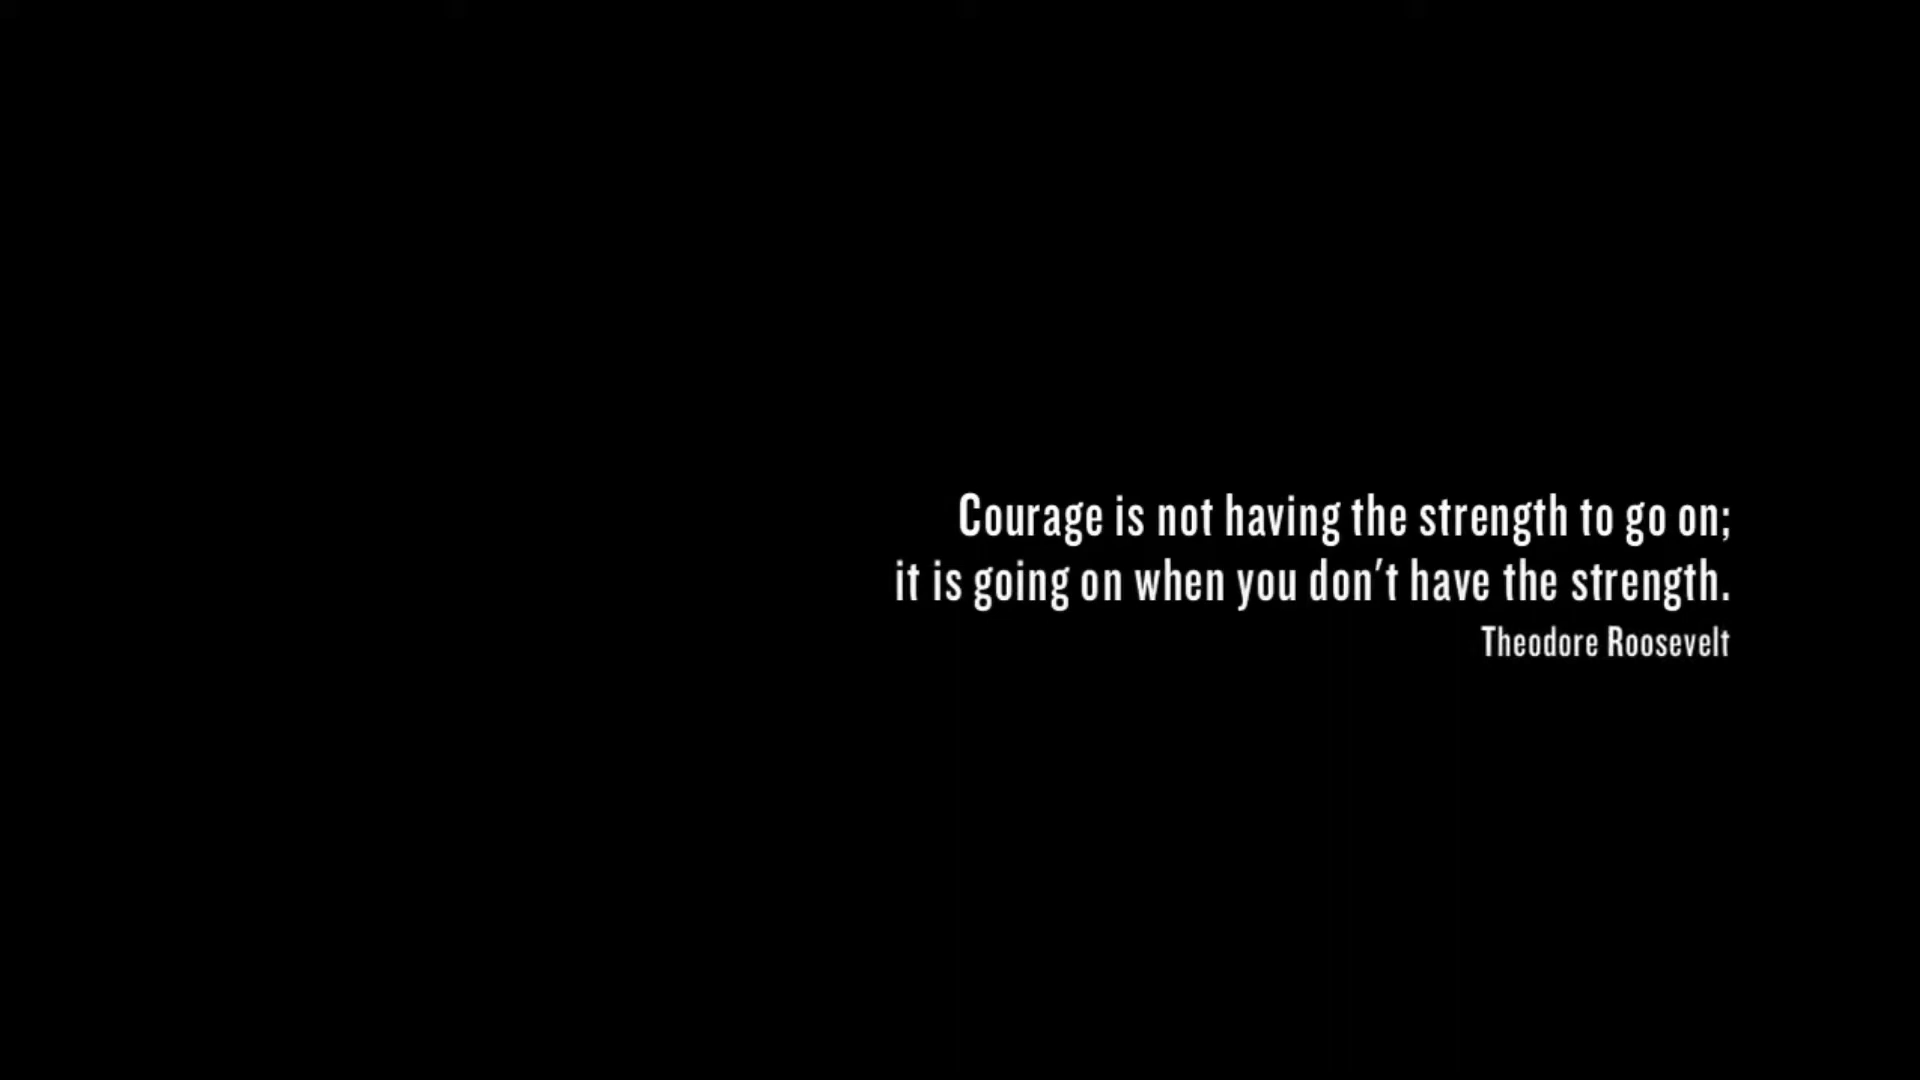 Courage is not having the strength to go on;
it is going on when you don't have the strength.
Theodore Roosevelt